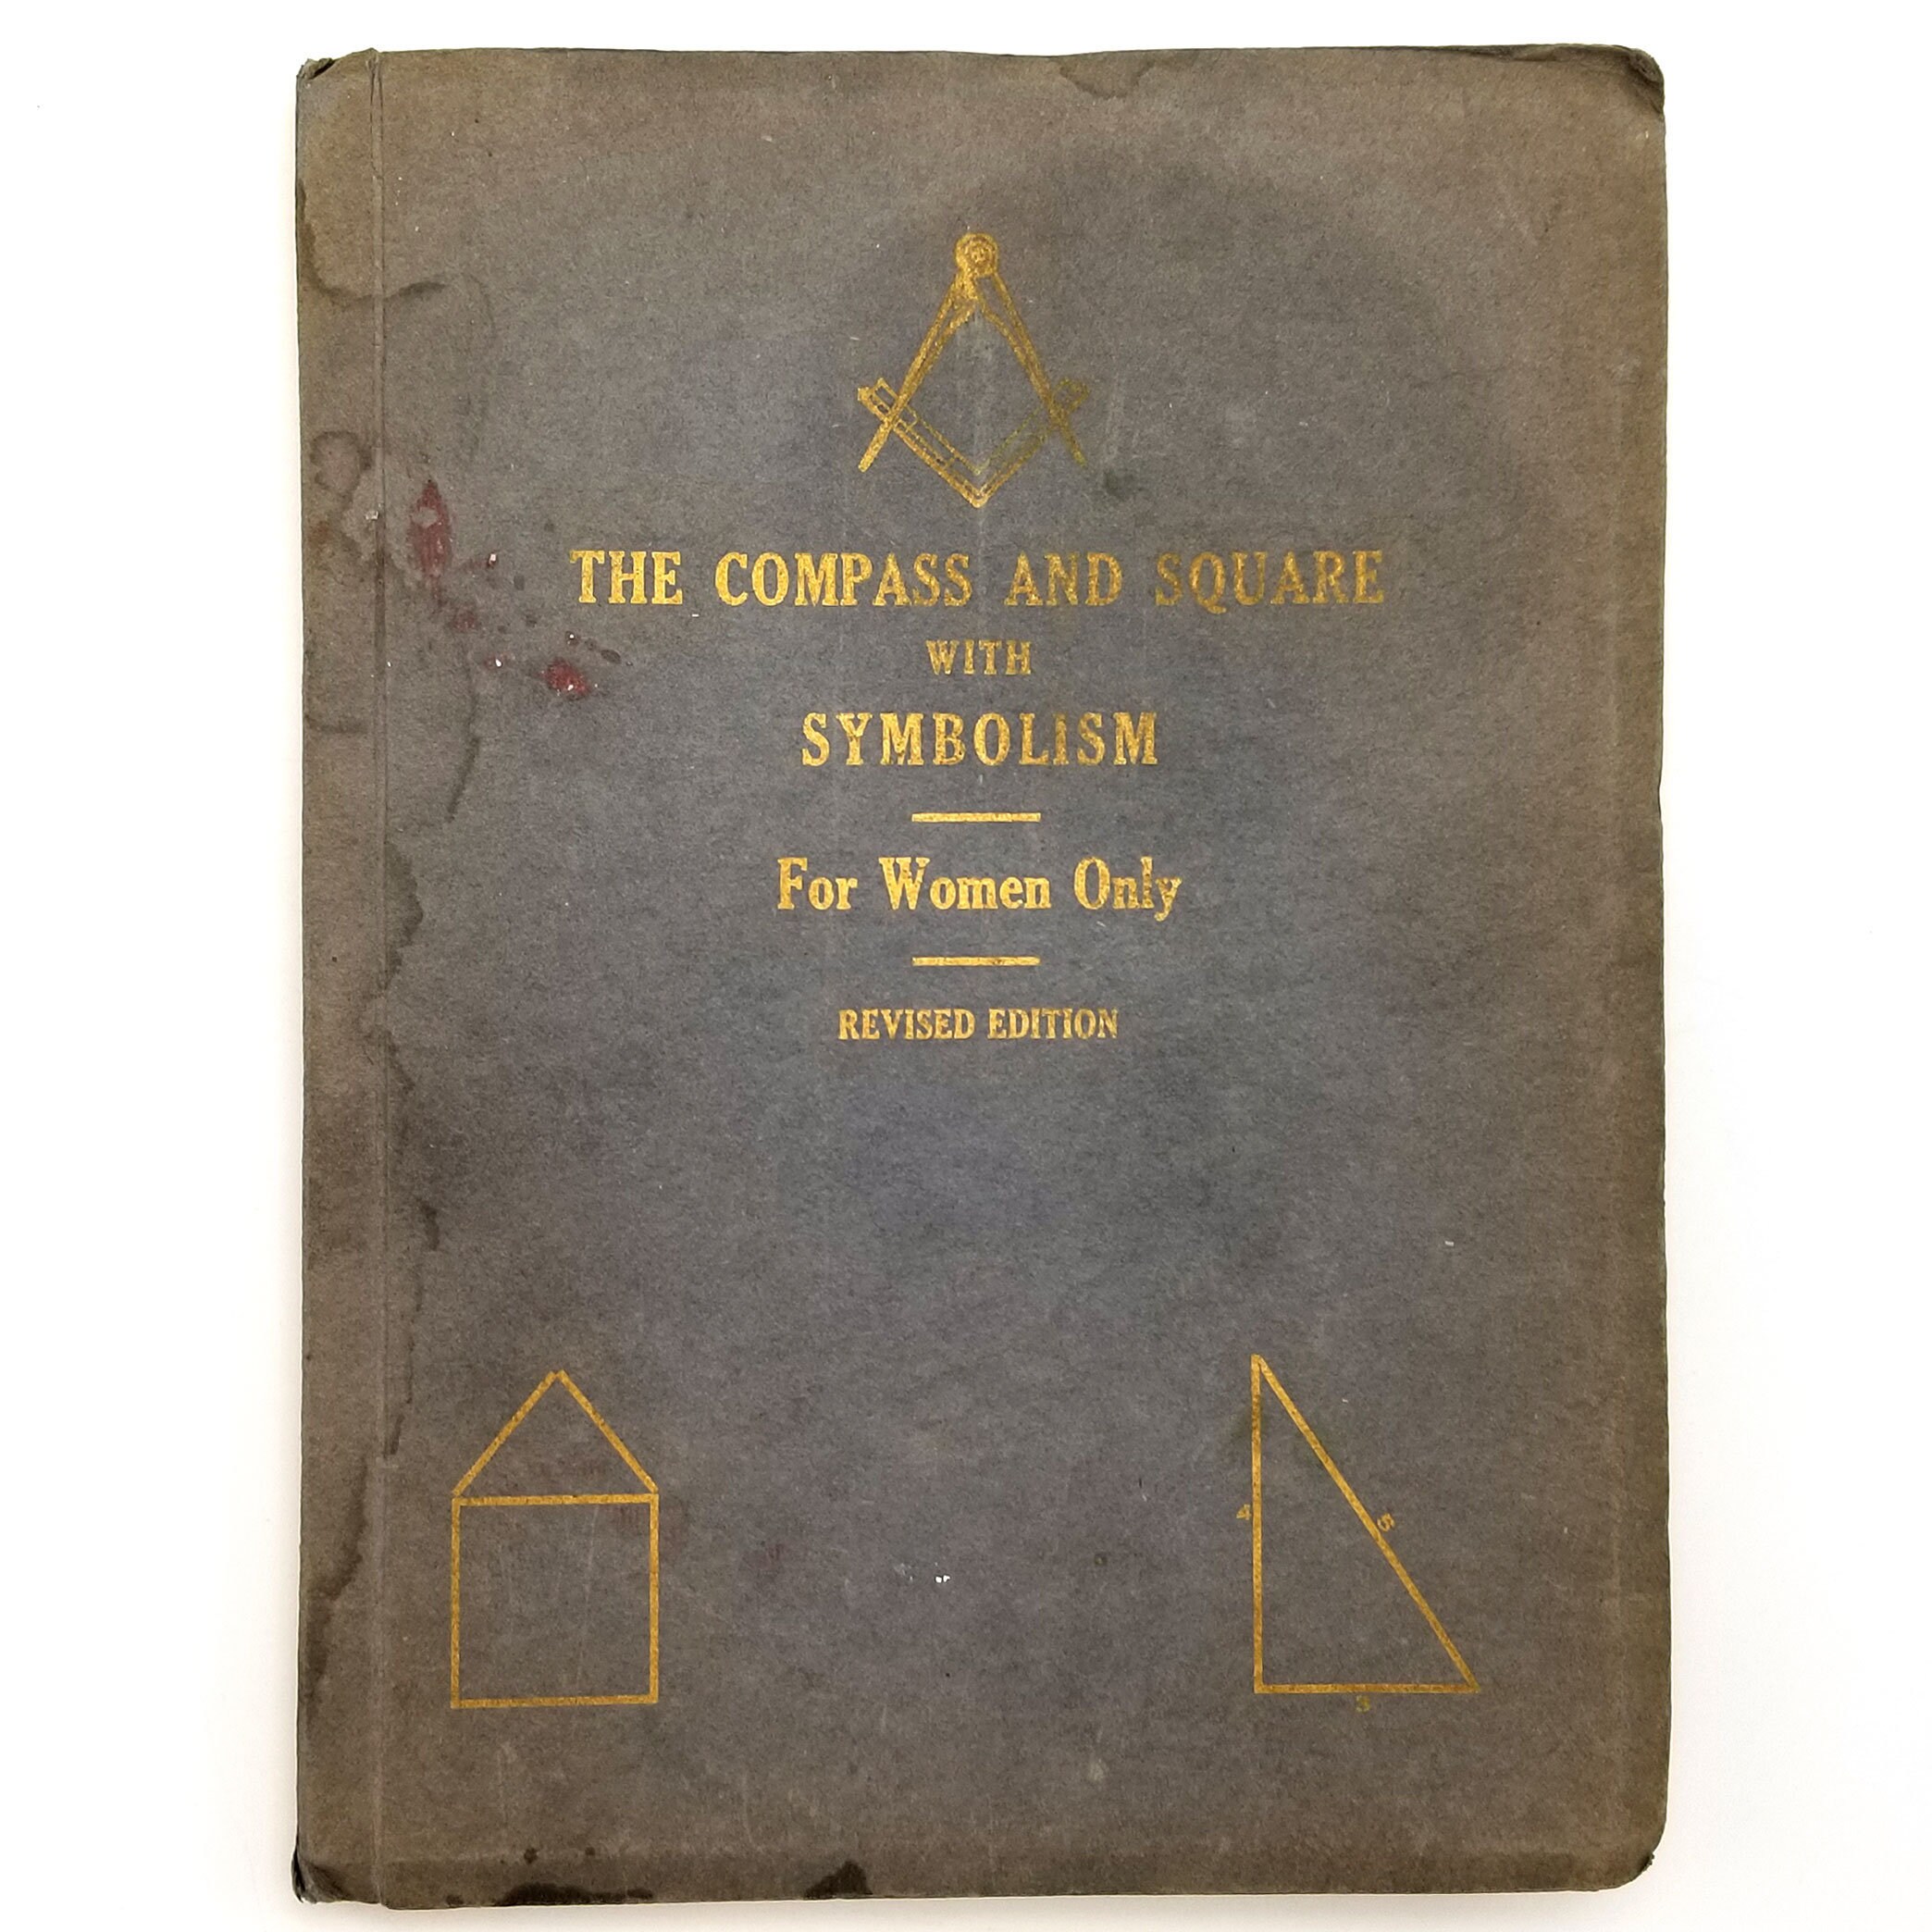 THE COMPASS AND SQUARE
WITH
SYMBOLISM
For Women Only
REVISED EDITION
4
5
3